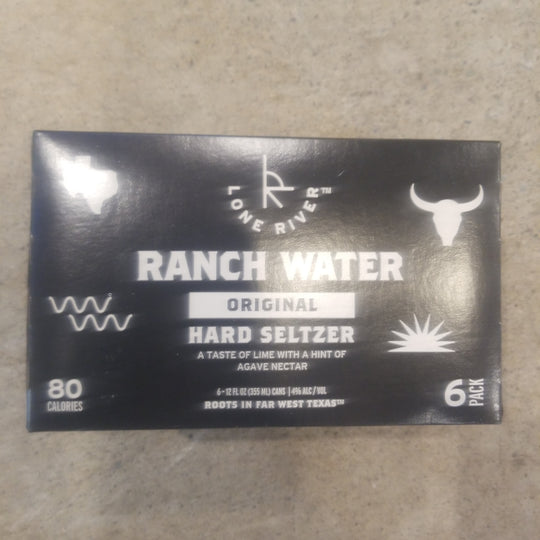 LONE RIVER™
RANCH WATER
ORIGINAL
HARD SELTZER
A TASTE OF LIME WITH A HINT OF
AGAVE NECTAR
80
CALORIES
6-12 FL OZ (355 ML) CANS | 4% ALC / VOL
ROOTS IN FAR WEST TEXAS™
6 PACK